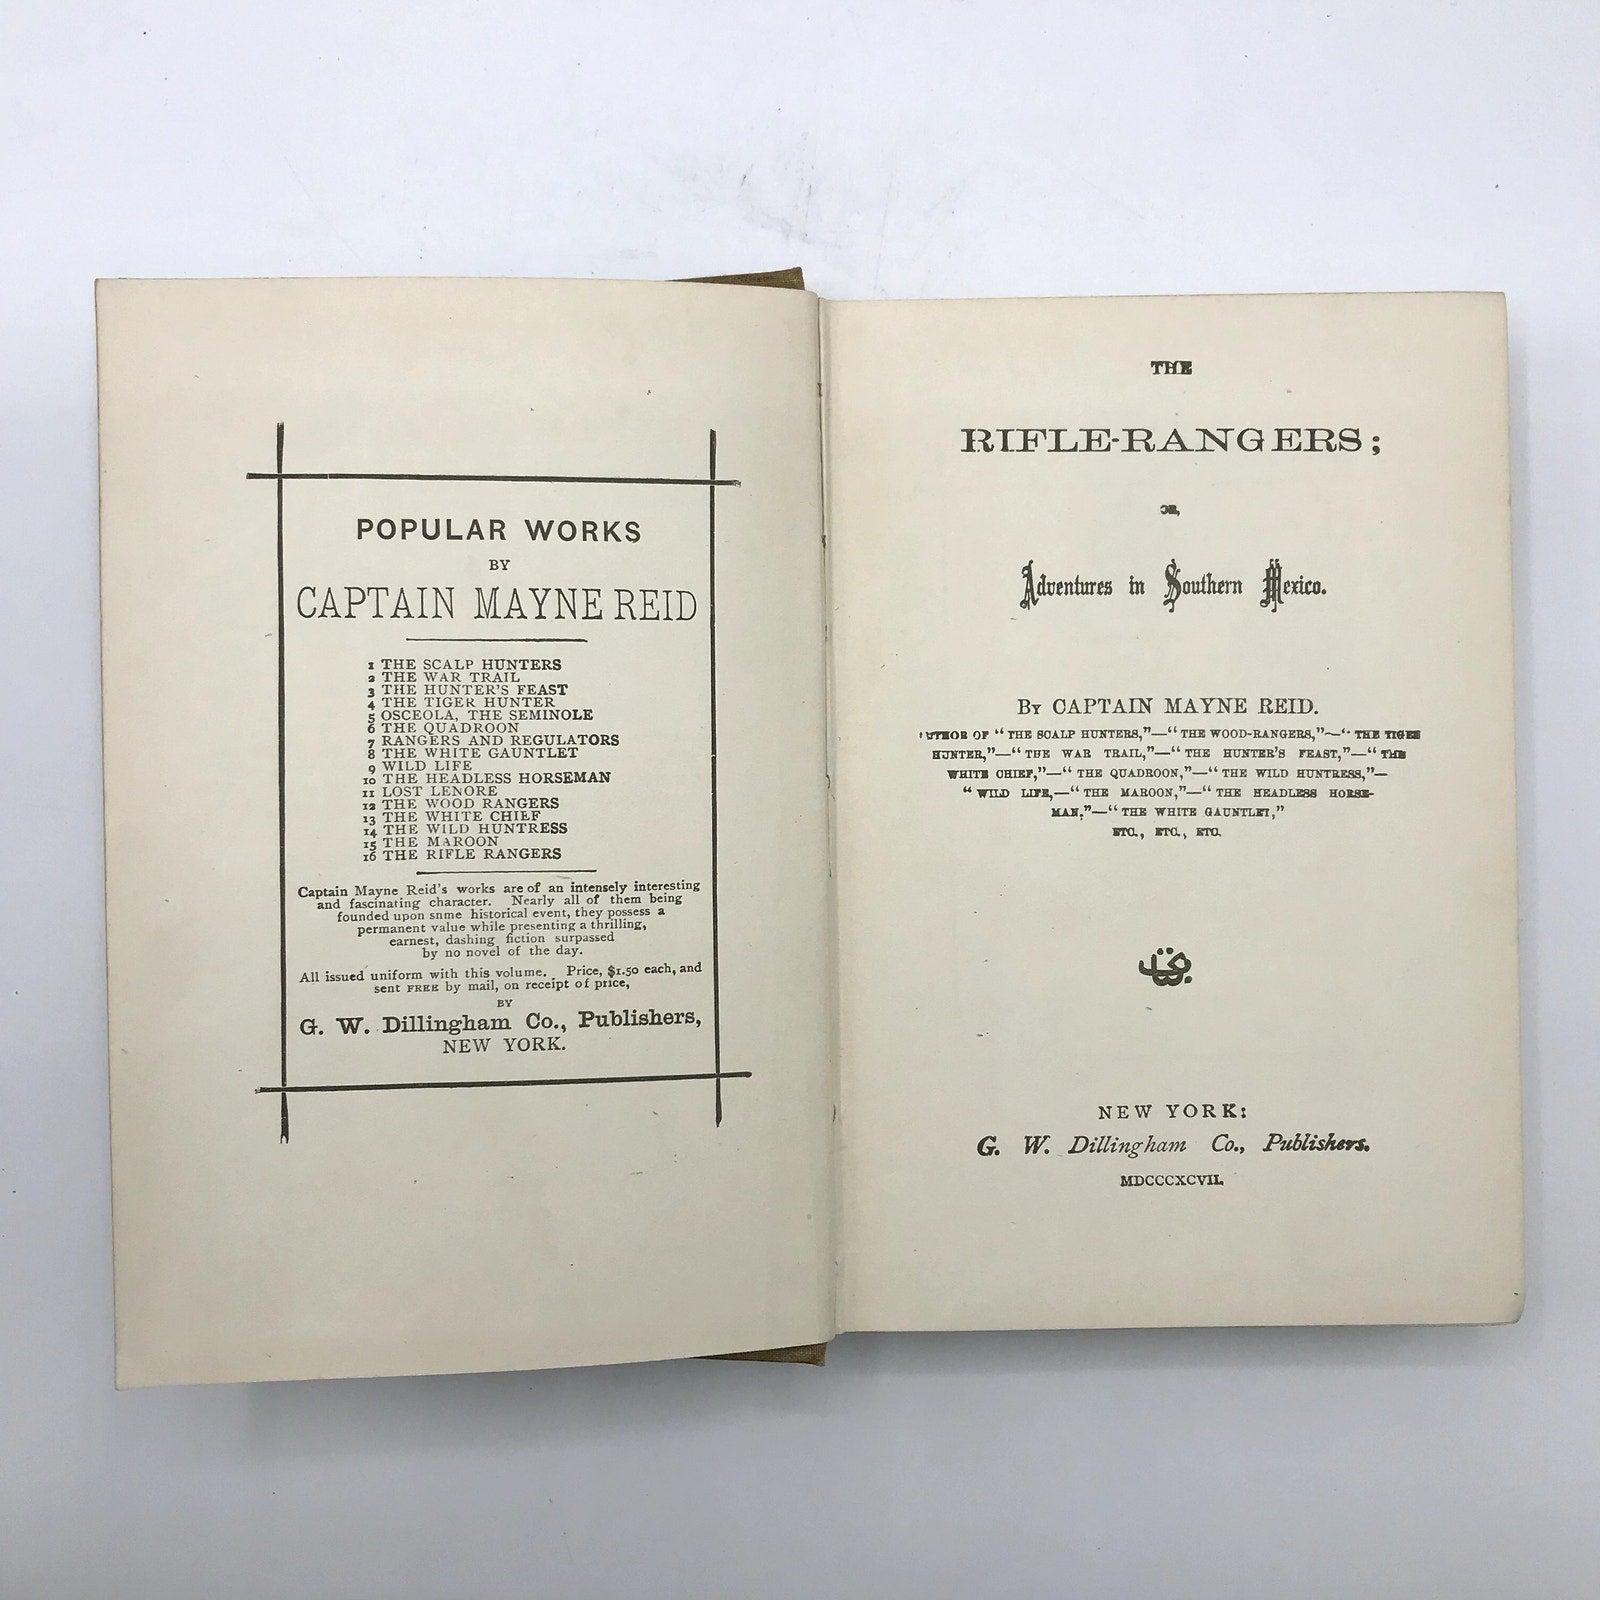 POPULAR WORKS
BY
CAPTAIN MAYNE REID
1 THE SCALP HUNTERS
2 THE WAR TRAIL
3 THE HUNTER'S FEAST
4 THE TIGER HUNTER
5 OSCEOLA, THE SEMINOLE
6 THE QUADROON
7 RANGERS AND REGULATORS
8 THE WHITE GAUNTLET
9 WILD LIFE
10 THE HEADLESS HORSEMAN
11 LOST LENORE
12 THE WOOD RANGERS
13 THE WHITE CHIEF
14 THE WILD HUNTRESS
15 THE MAROON
16 THE RIFLE RANGERS
Captain Mayne Reid's works are of an intensely interesting
and fascinating character. Nearly all of them being
founded upon snme historical event, they possess a
permanent value while presenting a thrilling,
earnest, dashing fiction surpassed
by no novel of the day.
All issued uniform with this volume. Price, $1.50 each, and
sent FREE by mail, on receipt of price,
BY
G. W. Dillingham Co., Publishers,
NEW YORK.
THE
RIFLE-RANGERS;
OR,
Adventures in Southern Mexico.
By CAPTAIN MAYNE REID.
UTHOR OF "THE SCALP HUNTERS,"—"THE WOOD-RANGERS,"—"THE TIGER
HUNTER,"—"THE WAR TRAIL,"—"THE HUNTER'S FEAST,"—"THE
WHITE CHIEF,"—"THE QUADROON,"—"THE WILD HUNTRESS,"—
"WILD LIFE,—"THE MAROON,"—"THE HEADLESS HORSE-
MAN."—"THE WHITE GAUNTLET,"
ETC., ETC., ETC.
NEW YORK:
G. W. Dillingham Co., Publishers.
MDCCCXCVII.